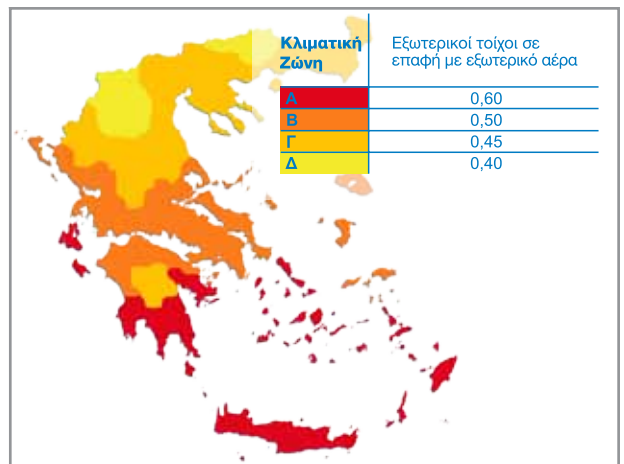 Κλιματική Ζώνη
Εξωτερικοί τοίχοι σε επαφή με εξωτερικό αέρα
Α 0,60
Β 0,50
Γ 0,45
Δ 0,40